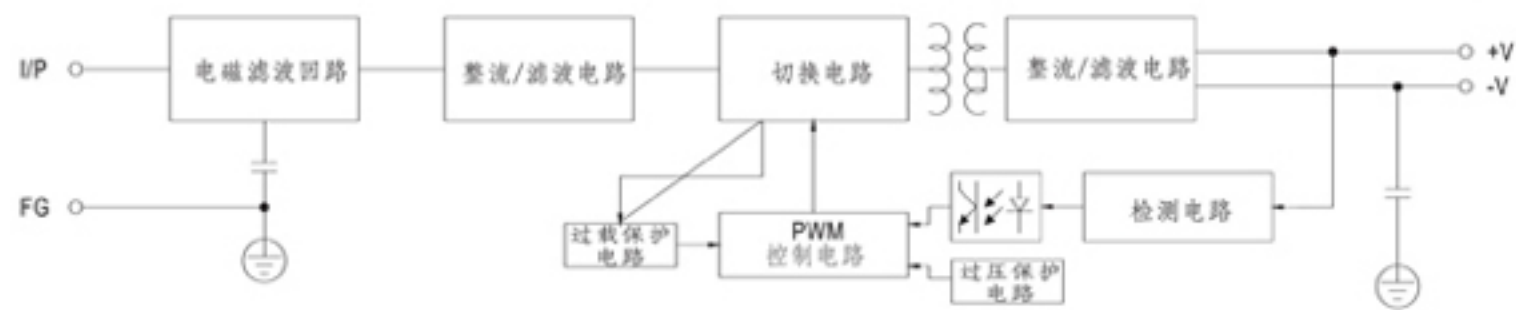 I/P
电磁滤波回路
整流/滤波电路
切换电路
整流/滤波电路
+V
-V
FG
过载保护
电路
PWM
控制电路
检测电路
过压保护
电路